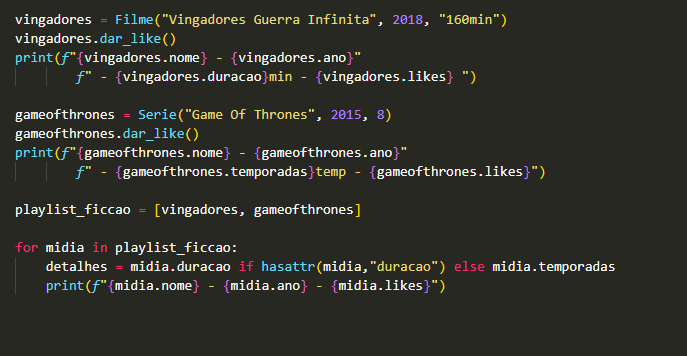 vingadores = Filme("Vingadores Guerra Infinita", 2018, "160min")
vingadores.dar_like()
print(f"{vingadores.nome} - {vingadores.ano}"
        f" - {vingadores.duracao}min - {vingadores.likes} ")

gameofthrones = Serie("Game Of Thrones", 2015, 8)
gameofthrones.dar_like()
print(f"{gameofthrones.nome} - {gameofthrones.ano}"
        f" - {gameofthrones.temporadas}temp - {gameofthrones.likes}")

playlist_ficcao = [vingadores, gameofthrones]

for midia in playlist_ficcao:
    detalhes = midia.duracao if hasattr(midia,"duracao") else midia.temporadas
    print(f"{midia.nome} - {midia.ano} - {midia.likes}")